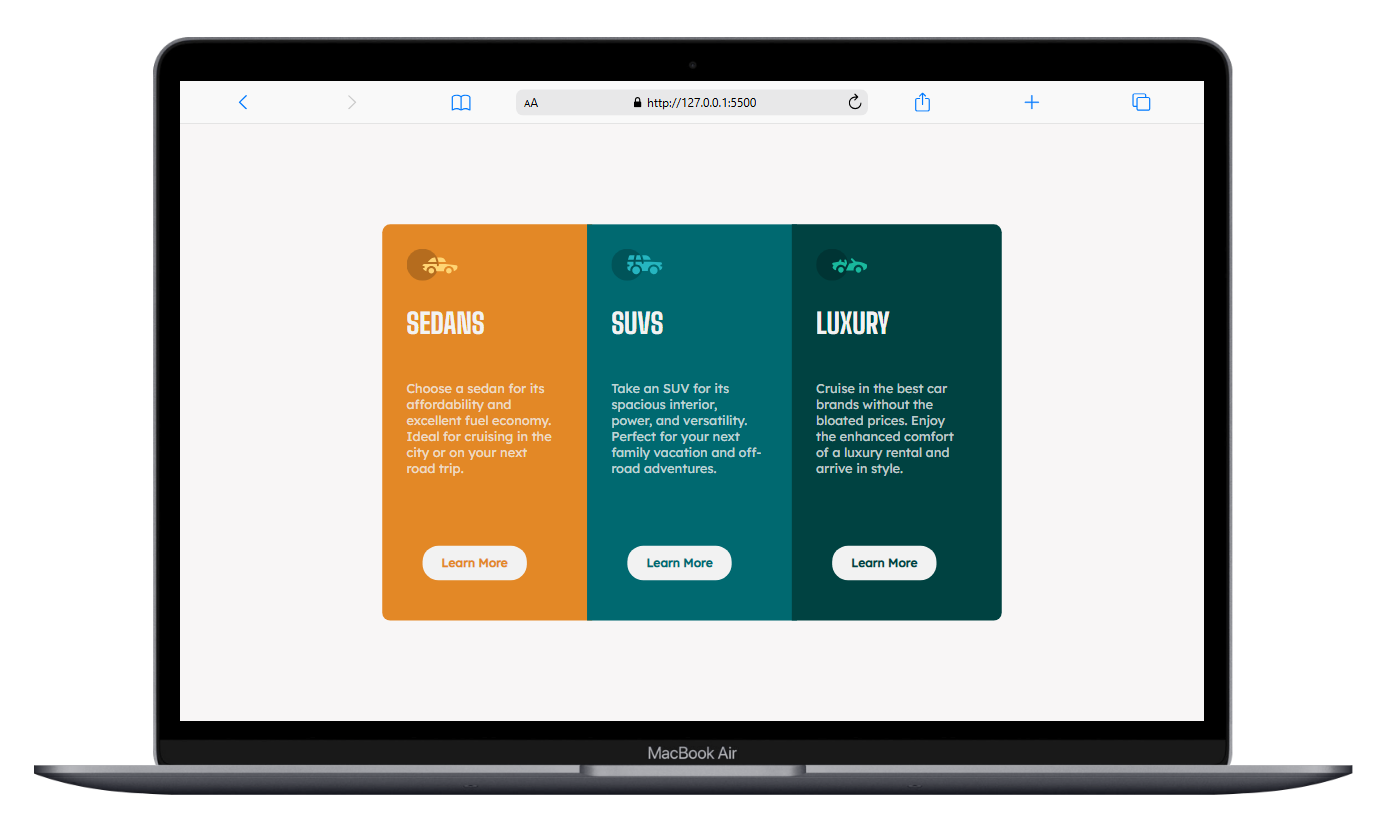 AA http://127.0.0.1:5500
SEDANS
Choose a sedan for its
affordability and
excellent fuel economy.
Ideal for cruising in the
city or on your next
road trip.
Learn More
SUVS
Take an SUV for its
spacious interior,
power, and versatility.
Perfect for your next
family vacation and off-
road adventures.
Learn More
LUXURY
Cruise in the best car
brands without the
bloated prices. Enjoy
the enhanced comfort
of a luxury rental and
arrive in style.
Learn More
MacBook Air